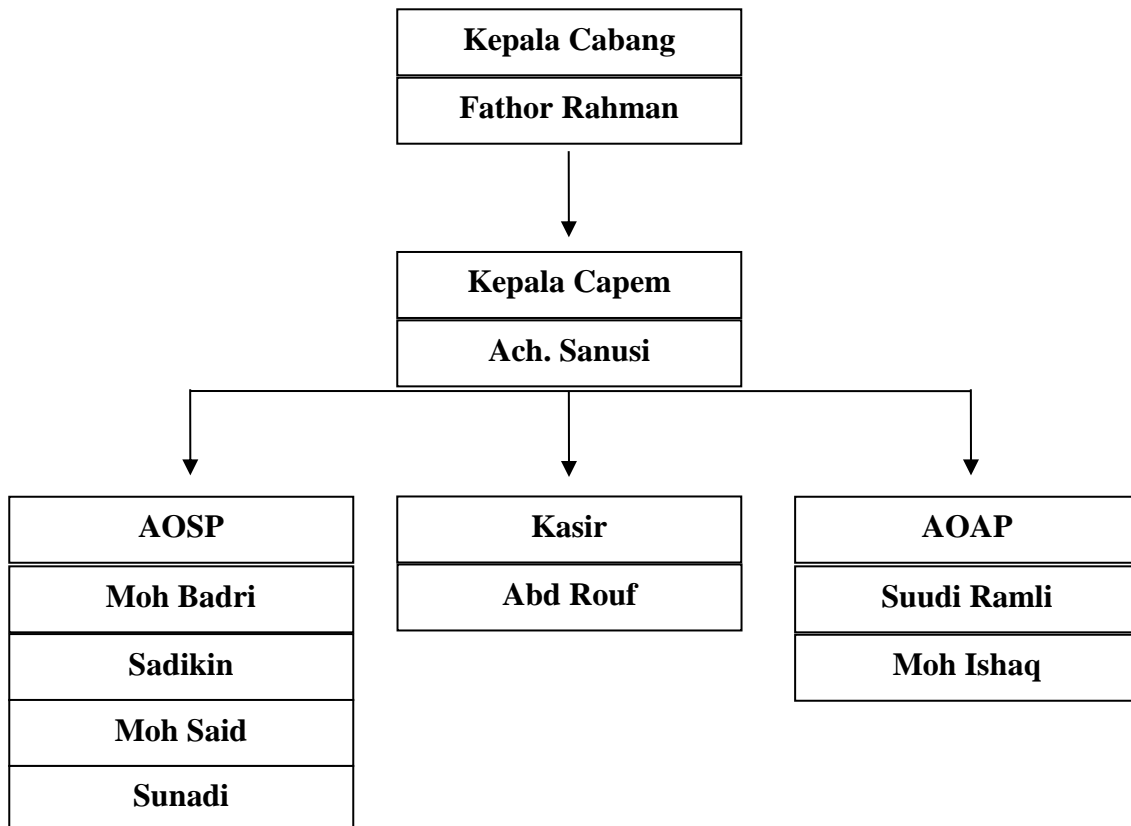 Kepala Cabang
Fathor Rahman
Kepala Capem
Ach. Sanusi
AOSP
Moh Badri
Sadikin
Moh Said
Sunadi
Kasir
Abd Rouf
AOAP
Suudi Ramli
Moh Ishaq